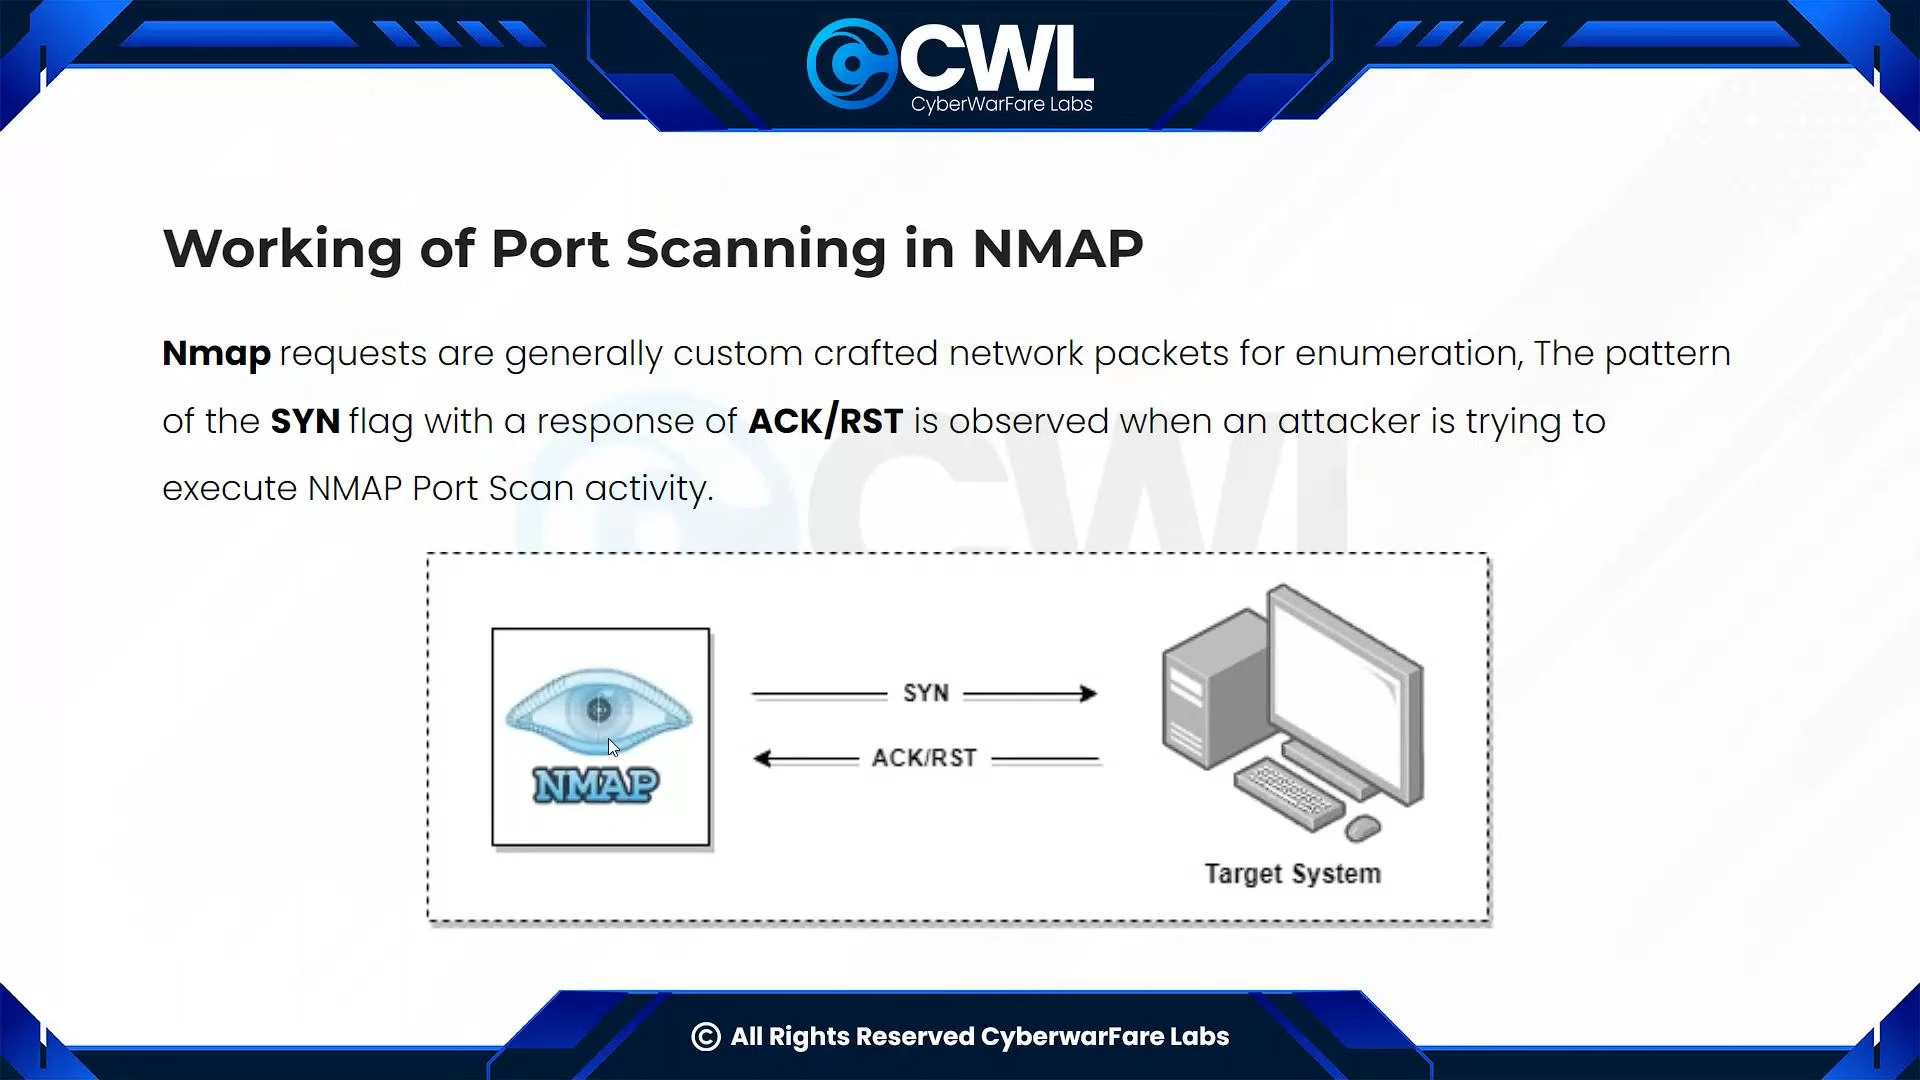 CWL
CyberWarFare Labs
Working of Port Scanning in NMAP
Nmap requests are generally custom crafted network packets for enumeration, The pattern
of the SYN flag with a response of ACK/RST is observed when an attacker is trying to
execute NMAP Port Scan activity.
CWL
SYN
ACK/RST
NMAP
Target System
© All Rights Reserved CyberwarFare Labs